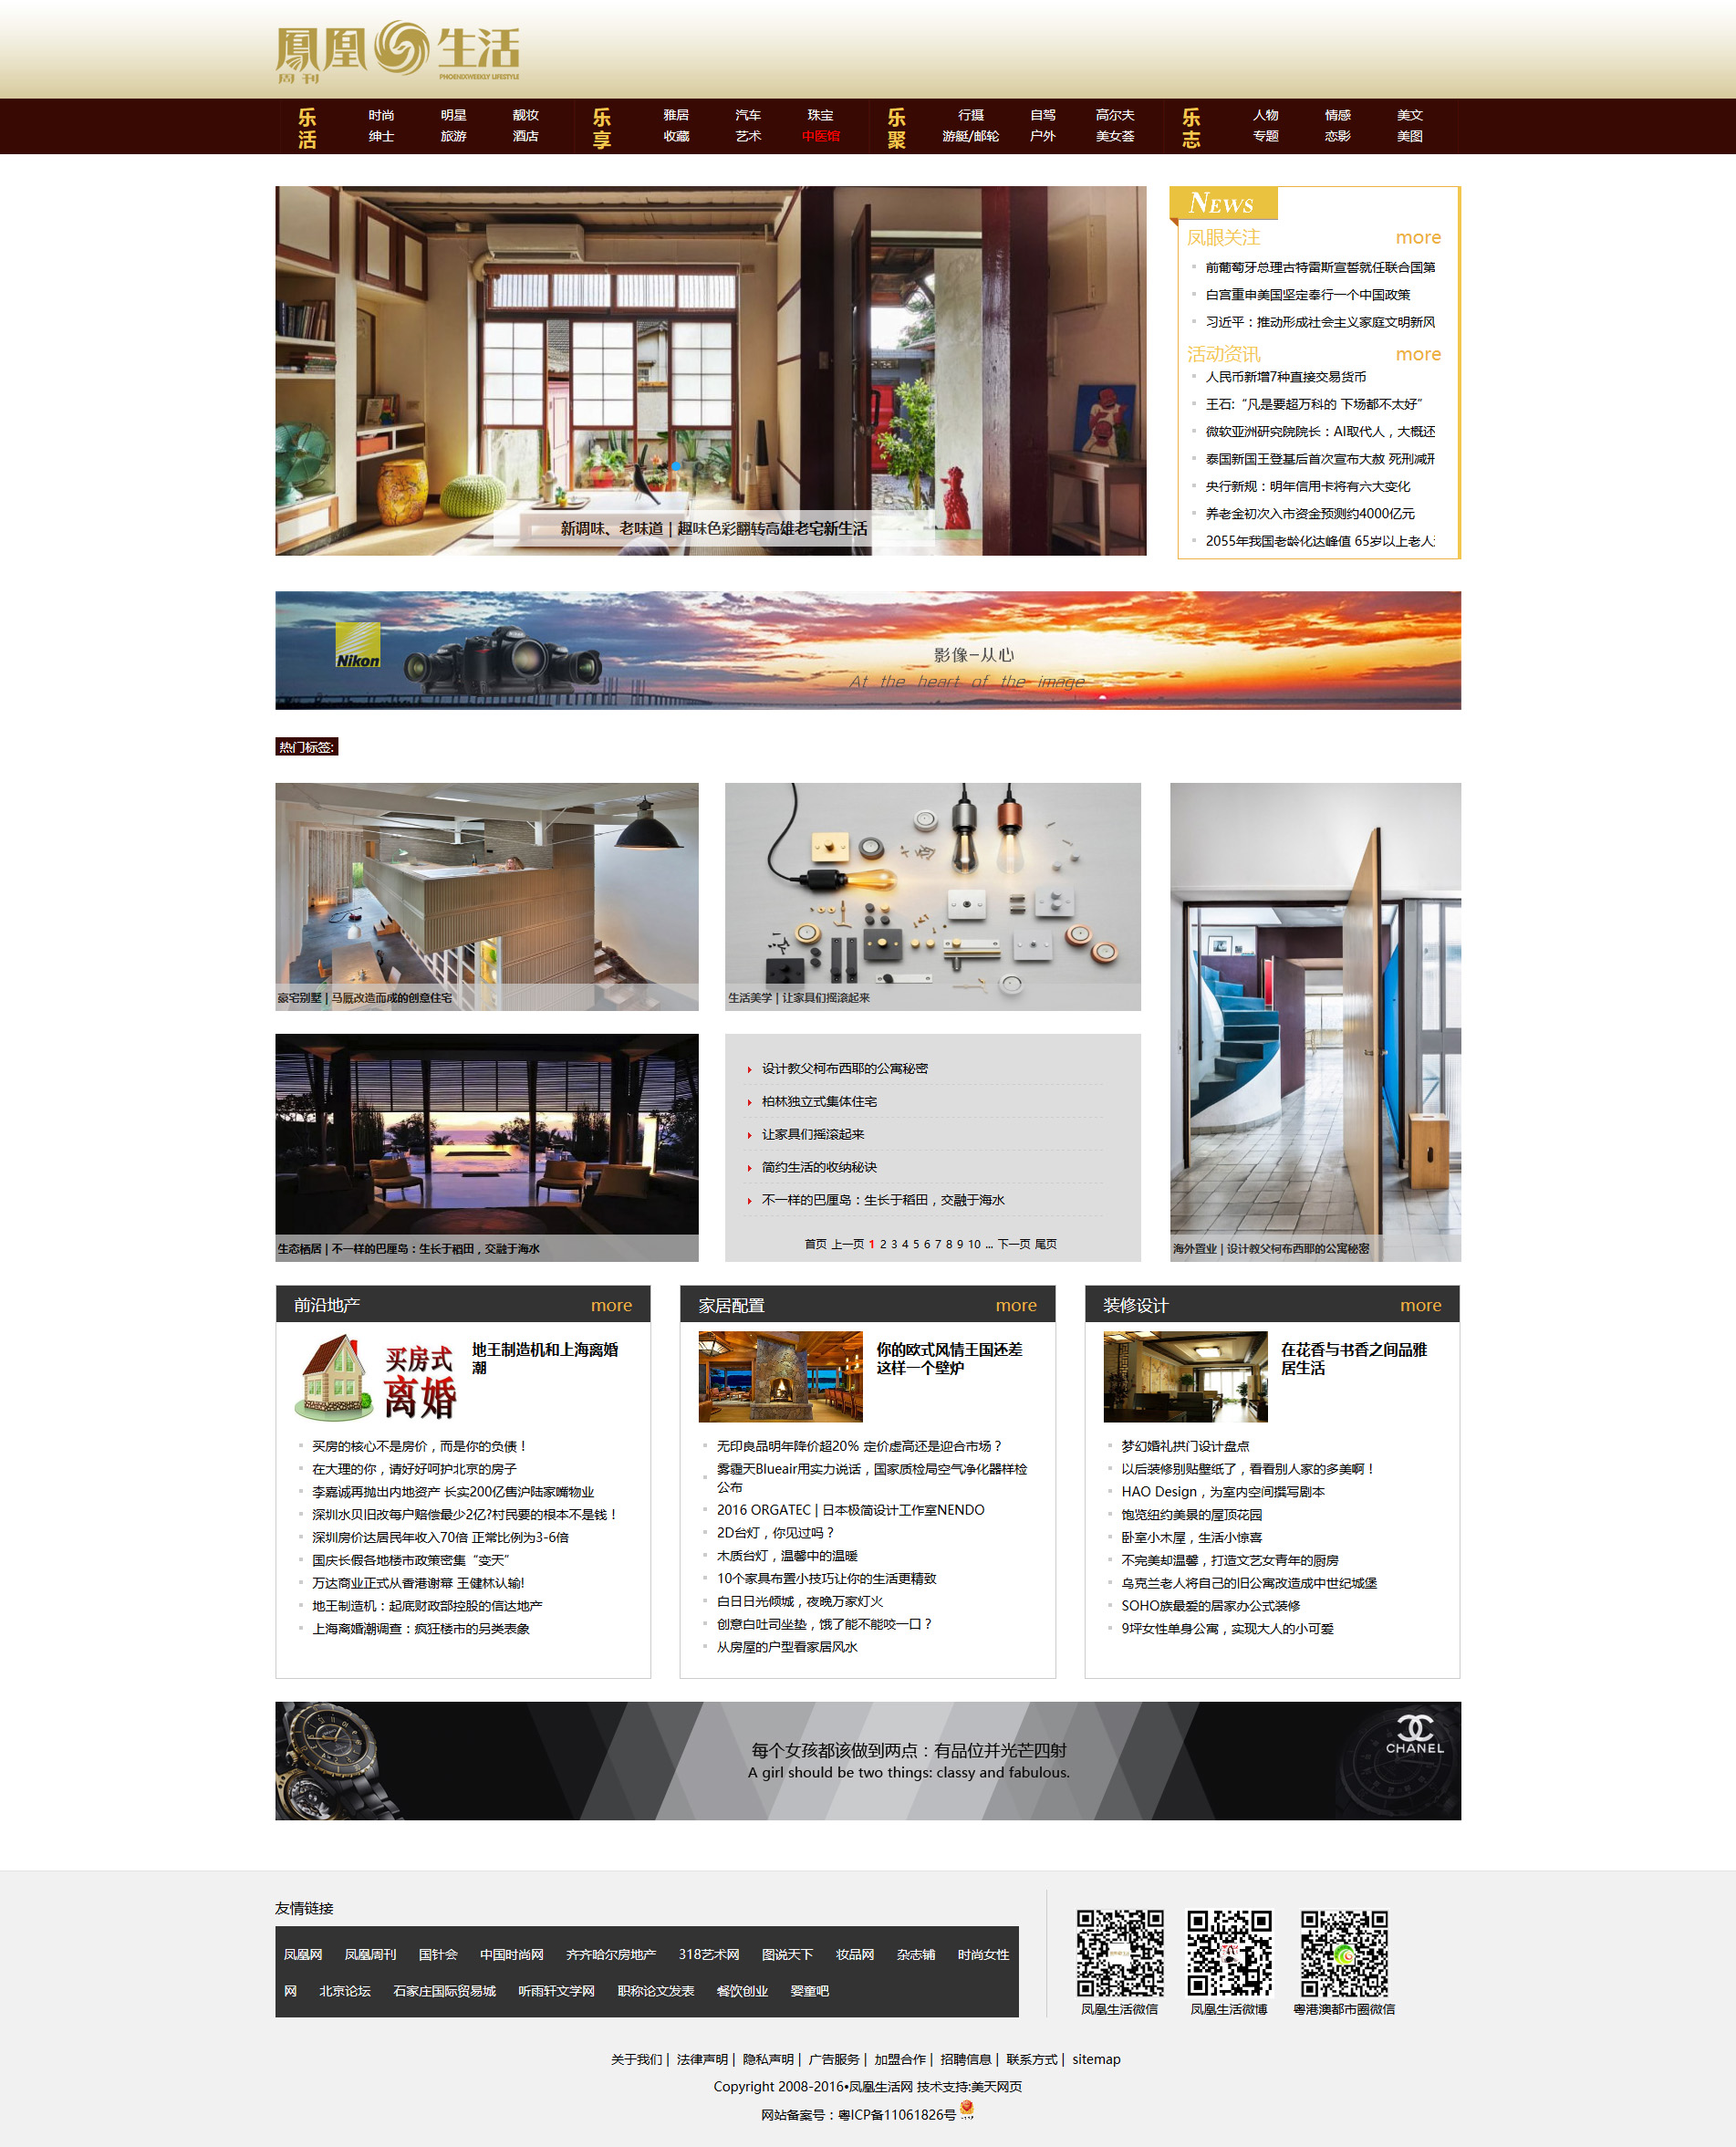 鳳凰生活
周刊
PHOENIXWEEKLY LIFESTYLE
乐活
时尚 明星 靓妆
绅士 旅游 酒店
乐享
雅居 汽车 珠宝
收藏 艺术 中医馆
乐聚
行摄 自驾 高尔夫
游艇/邮轮 户外 美女荟
乐志
人物 情感 美文
专题 恋影 美图
新调味、老味道 | 趣味色彩翻转高雄老宅新生活
NEWS
凤眼关注 more
前葡萄牙总理古特雷斯宣誓就任联合国第
白宫重申美国坚定奉行一个中国政策
习近平：推动形成社会主义家庭文明新风
活动资讯 more
人民币新增7种直接交易货币
王石:“凡是要超万科的 下场都不太好”
微软亚洲研究院院长：AI取代人，大概还
泰国新国王登基后首次宣布大赦 死刑减刑
央行新规：明年信用卡将有六大变化
养老金初次入市资金预测约4000亿元
2055年我国老龄化达峰值 65岁以上老人
Nikon
影像-从心
At the heart of the image
热门标签:
豪宅别墅 | 马厩改造而成的创意住宅
生活美学 | 让家具们摇滚起来
生态栖居 | 不一样的巴厘岛：生长于稻田，交融于海水
设计教父柯布西耶的公寓秘密
柏林独立式集体住宅
让家具们摇滚起来
简约生活的收纳秘诀
不一样的巴厘岛：生长于稻田，交融于海水
首页 上一页 1 2 3 4 5 6 7 8 9 10 ... 下一页 尾页
海外置业 | 设计教父柯布西耶的公寓秘密
前沿地产 more
买房式
离婚
地王制造机和上海离婚
潮
买房的核心不是房价，而是你的负债！
在大理的你，请好好呵护北京的房子
李嘉诚再抛出内地资产 长实200亿售沪陆家嘴物业
深圳水贝旧改每户赔偿最少2亿?村民要的根本不是钱！
深圳房价达居民年收入70倍 正常比例为3-6倍
国庆长假各地楼市政策密集“变天”
万达商业正式从香港谢幕 王健林认输!
地王制造机：起底财政部控股的信达地产
上海离婚潮调查：疯狂楼市的另类表象
家居配置 more
你的欧式风情王国还差
这样一个壁炉
无印良品明年降价超20% 定价虚高还是迎合市场？
雾霾天Blueair用实力说话，国家质检局空气净化器样检
公布
2016 ORGATEC | 日本极简设计工作室NENDO
2D台灯，你见过吗？
木质台灯，温馨中的温暖
10个家具布置小技巧让你的生活更精致
白日日光倾城，夜晚万家灯火
创意白吐司坐垫，饿了能不能咬一口？
从房屋的户型看家居风水
装修设计 more
在花香与书香之间品雅
居生活
梦幻婚礼拱门设计盘点
以后装修别贴壁纸了，看看别人家的多美啊！
HAO Design，为室内空间撰写剧本
饱览纽约美景的屋顶花园
卧室小木屋，生活小惊喜
不完美却温馨，打造文艺女青年的厨房
乌克兰老人将自己的旧公寓改造成中世纪城堡
SOHO族最爱的居家办公式装修
9坪女性单身公寓，实现大人的小可爱
每个女孩都该做到两点：有品位并光芒四射
A girl should be two things: classy and fabulous.
CHANEL
友情链接
凤凰网 凤凰周刊 国针会 中国时尚网 齐齐哈尔房地产 318艺术网 图说天下 妆品网 杂志铺 时尚女性
网 北京论坛 石家庄国际贸易城 听雨轩文学网 职称论文发表 餐饮创业 婴童吧
凤凰生活微信 凤凰生活微博 粤港澳都市圈微信
关于我们 | 法律声明 | 隐私声明 | 广告服务 | 加盟合作 | 招聘信息 | 联系方式 | sitemap
Copyright 2008-2016•凤凰生活网 技术支持:美天网页
网站备案号：粤ICP备11061826号